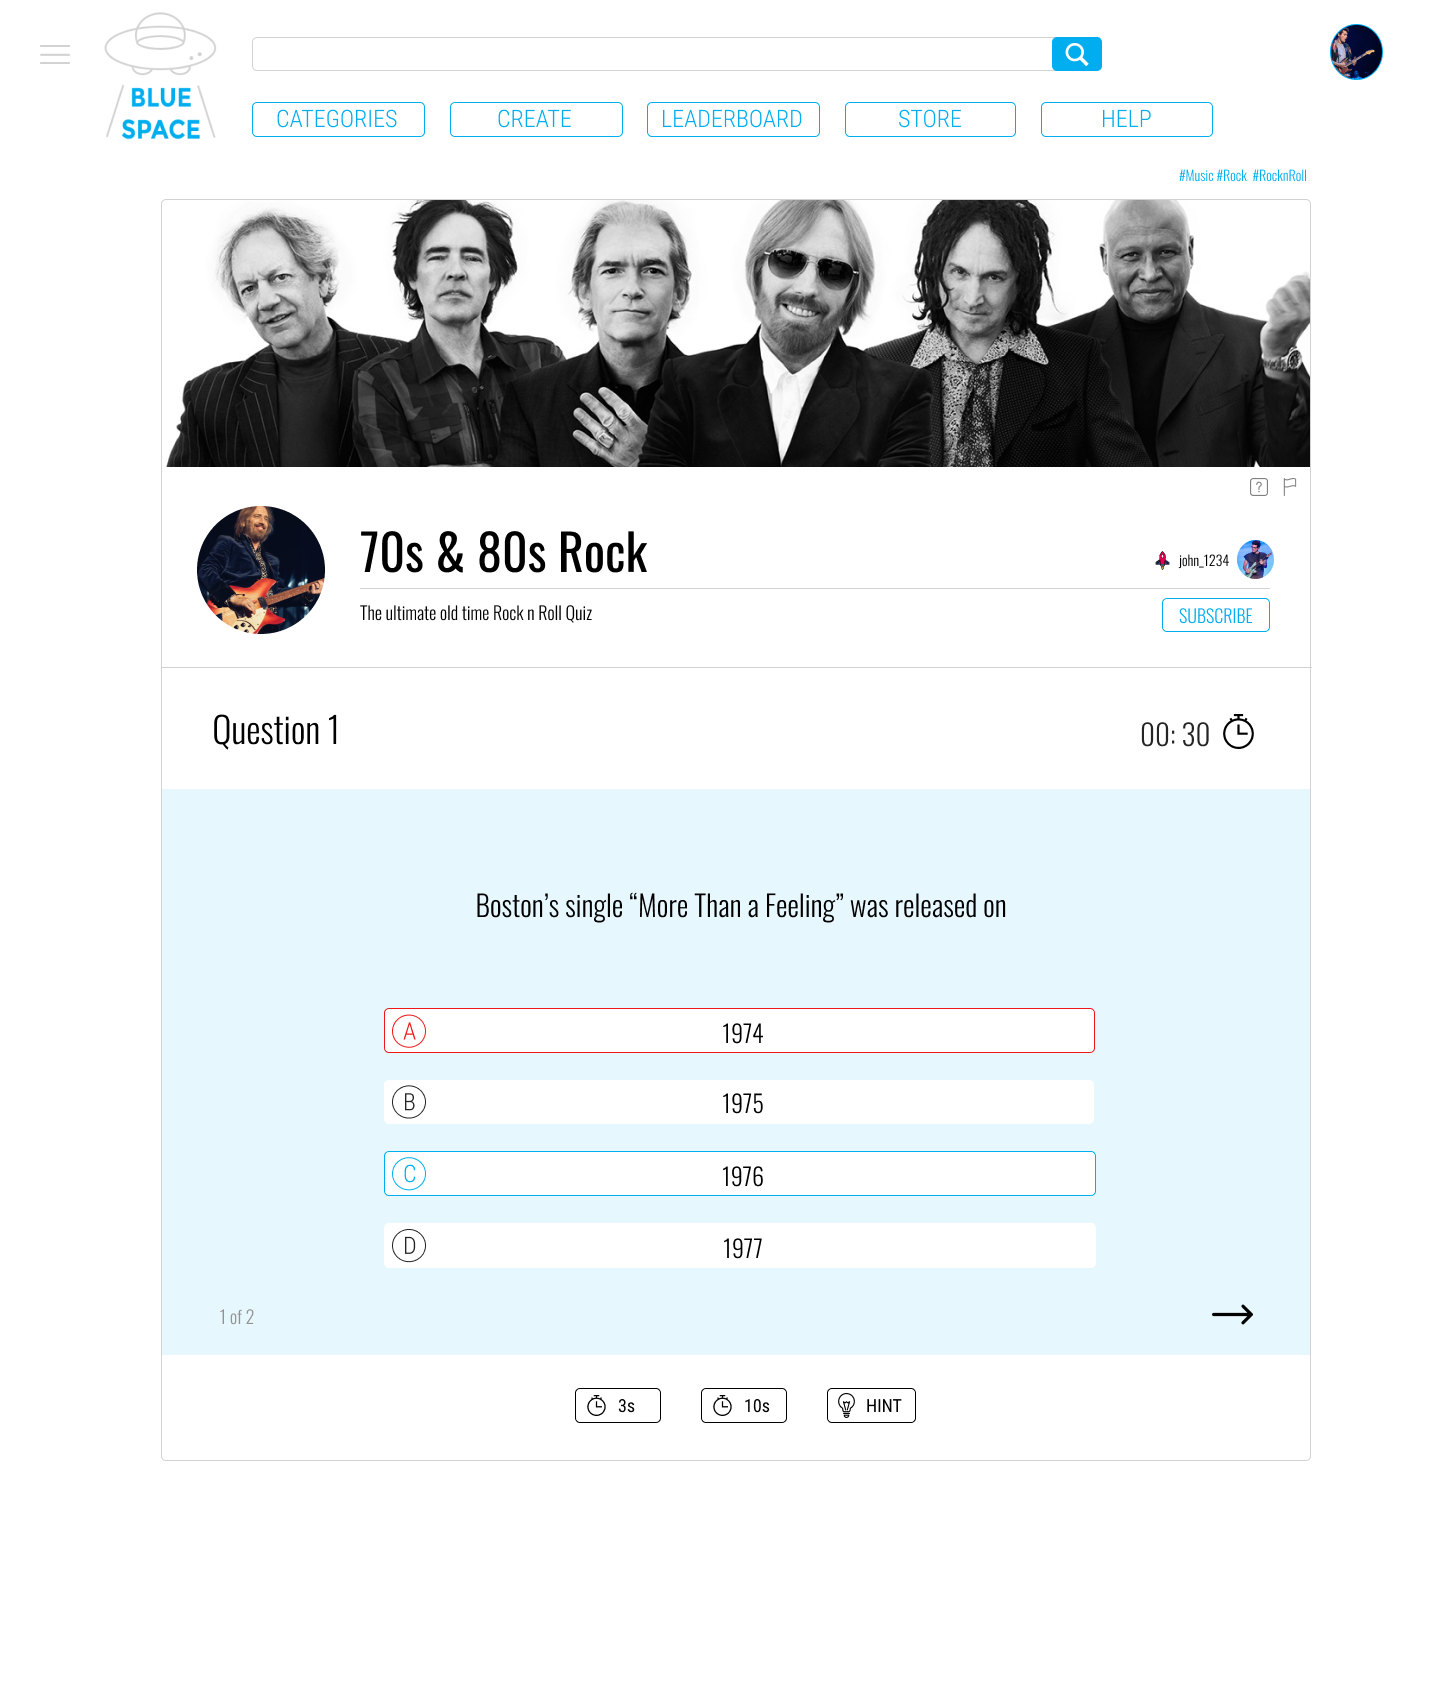 BLUE
SPACE
CATEGORIES
CREATE
LEADERBOARD
STORE
HELP
#Music #Rock #RocknRoll
?
70s & 80s Rock
john_1234
The ultimate old time Rock n Roll Quiz
SUBSCRIBE
Question 1
00: 30
Boston’s single “More Than a Feeling” was released on
A 1974
B 1975
C 1976
D 1977
1 of 2
3s
10s
HINT